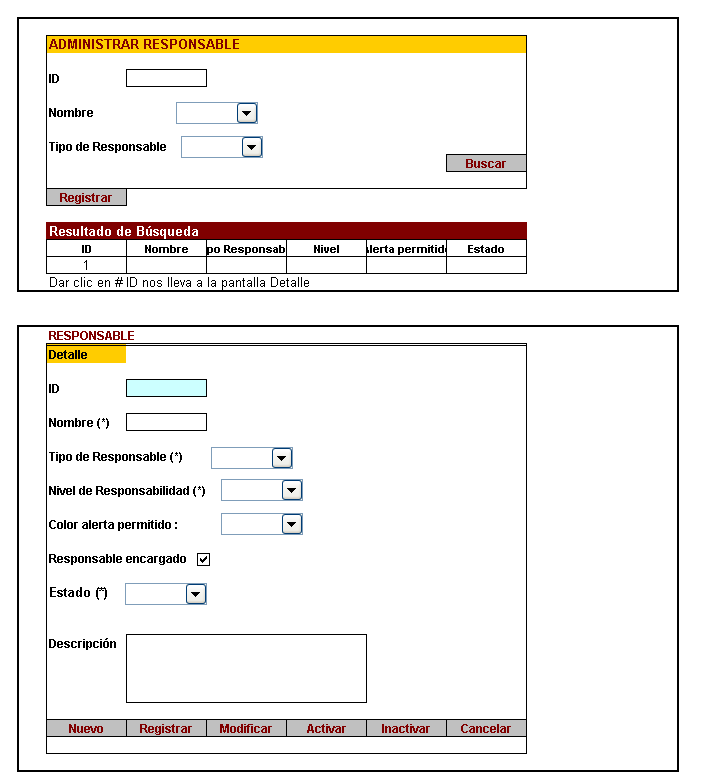 ADMINISTRAR RESPONSABLE
ID
Nombre
Tipo de Responsable
Buscar
Registrar
Resultado de Búsqueda
ID Nombre po Responsab Nivel Alerta permitido Estado
1
Dar clic en # ID nos lleva a la pantalla Detalle
RESPONSABLE
Detalle
ID
Nombre (*)
Tipo de Responsable (*)
Nivel de Responsabilidad (*)
Color alerta permitido :
Responsable encargado
Estado (*)
Descripción
Nuevo Registrar Modificar Activar Inactivar Cancelar